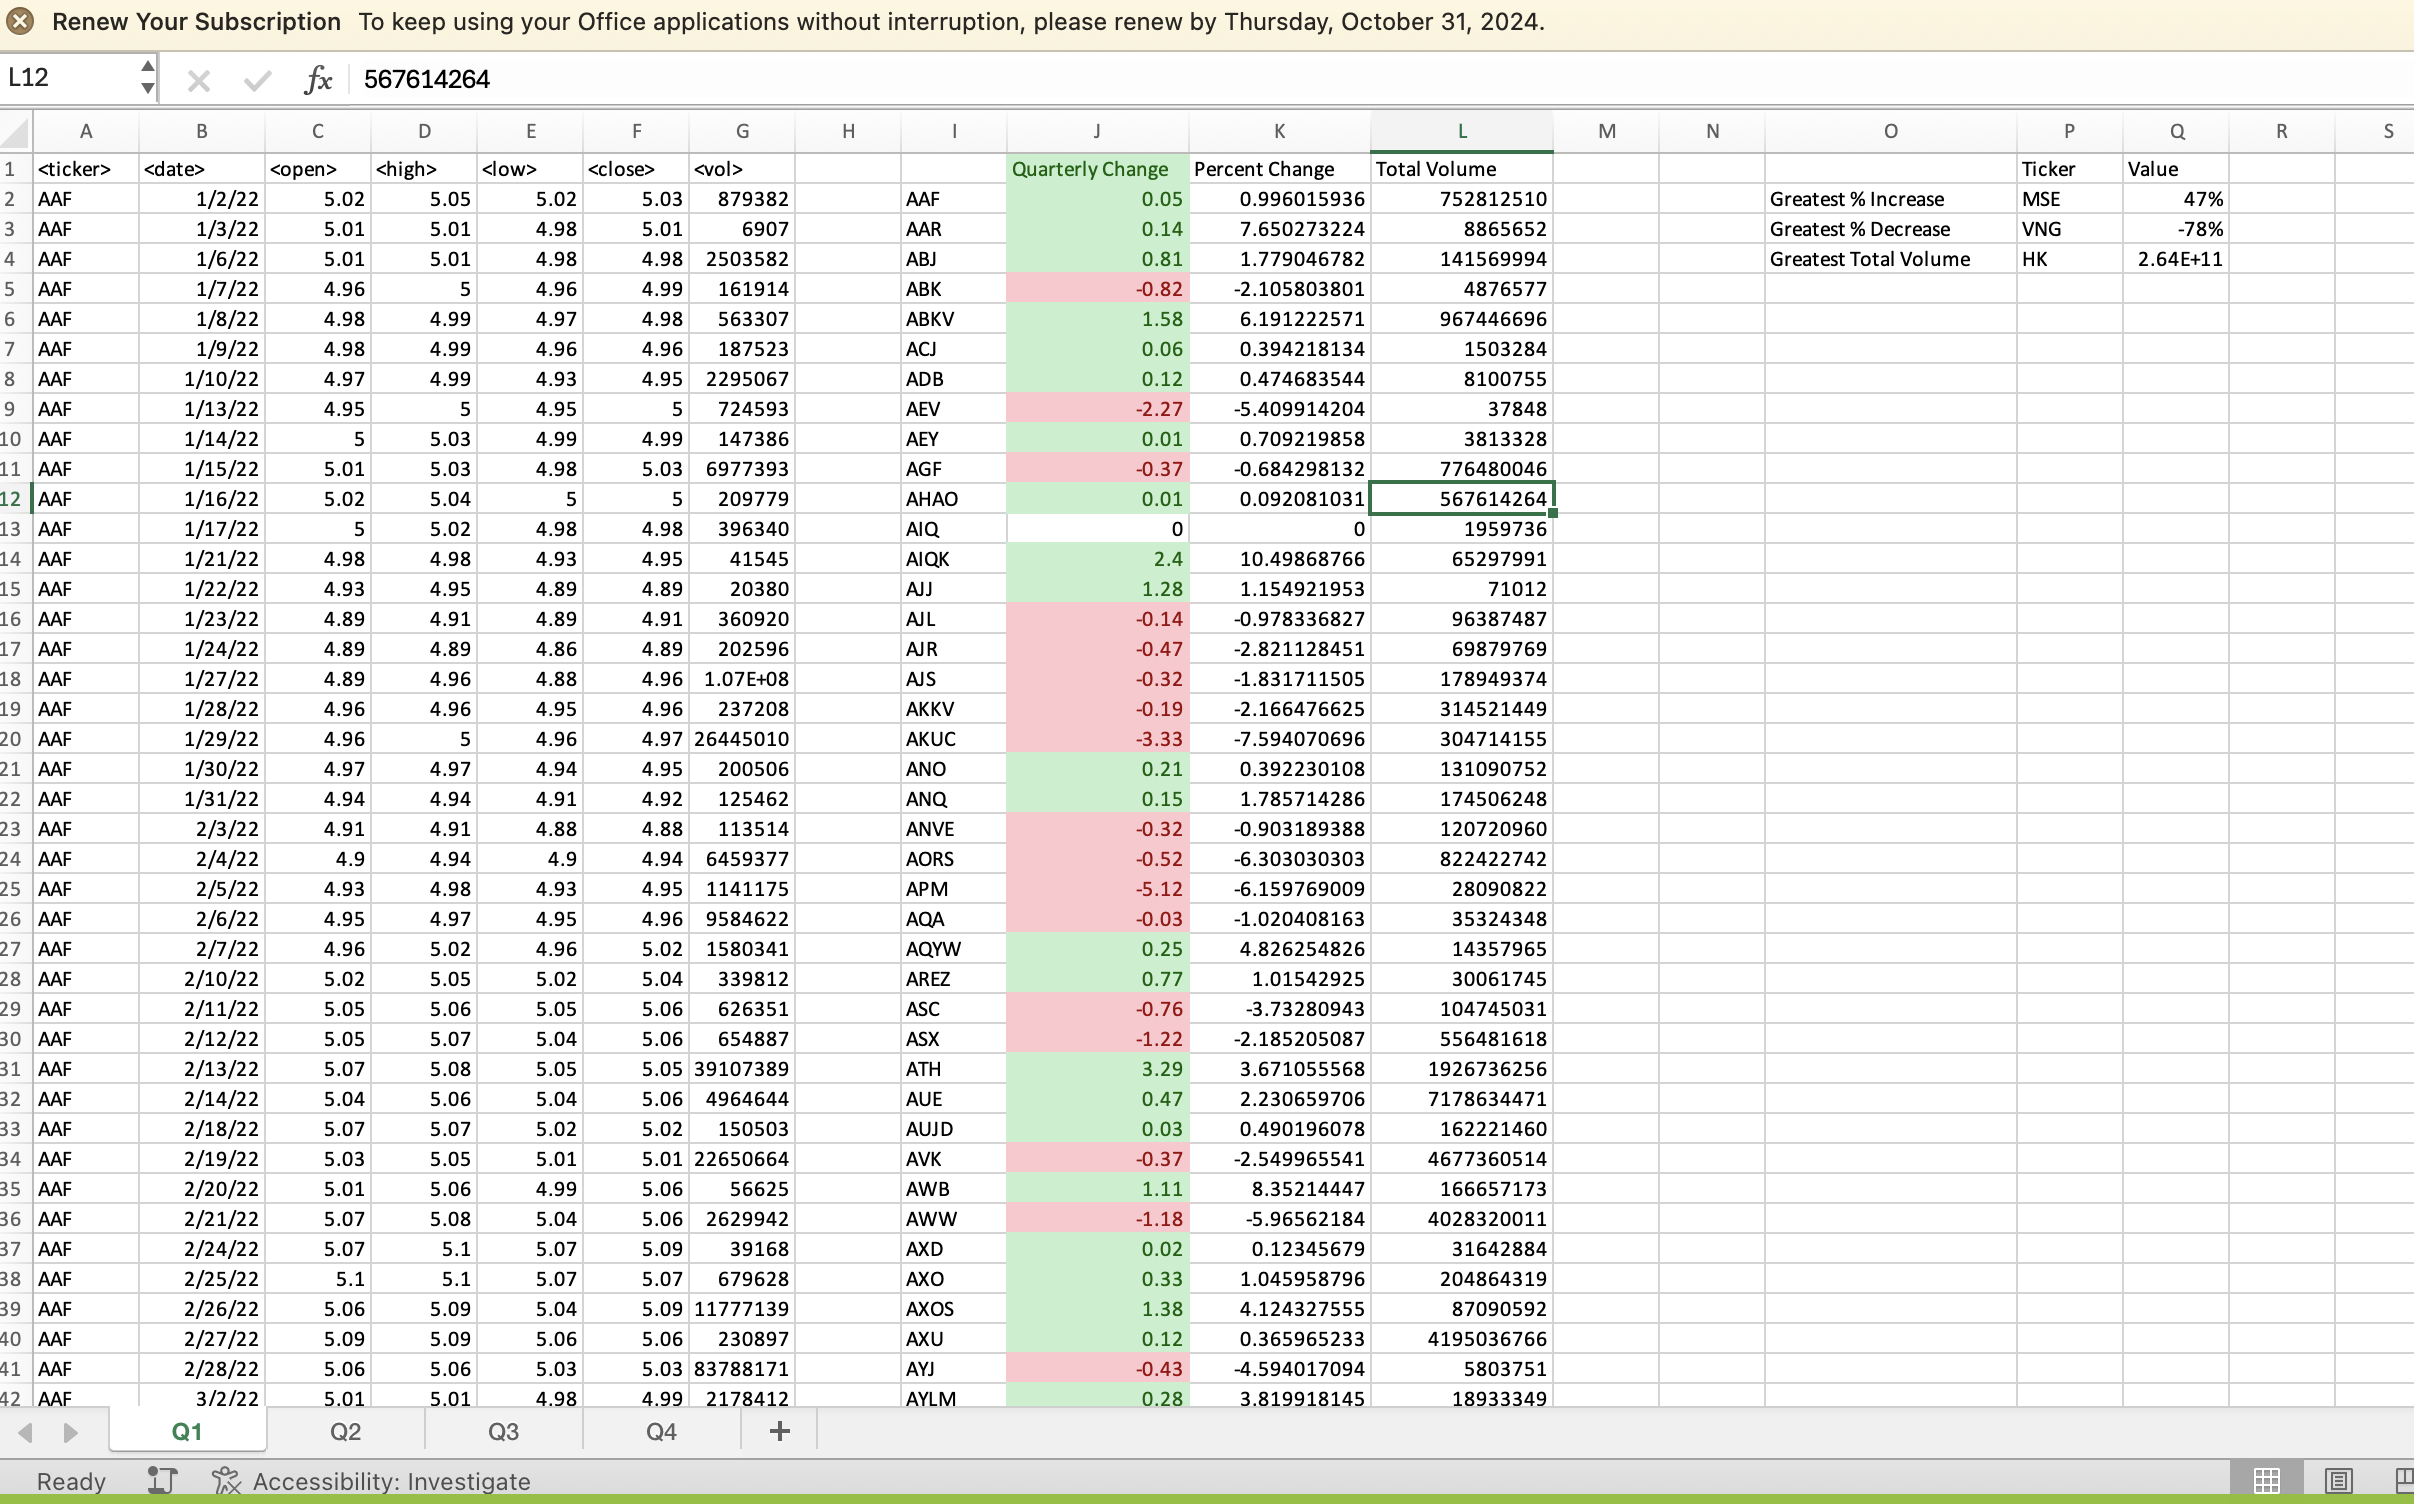 Renew Your Subscription To keep using your Office applications without interruption, please renew by Thursday, October 31, 2024.
L12 fx 567614264
A B C D E F G H I J K L M N O P Q R S
1 <ticker> <date> <open> <high> <low> <close> <vol> Quarterly Change Percent Change Total Volume Ticker Value
2 AAF 1/2/22 5.02 5.05 5.02 5.03 879382 AAF 0.05 0.996015936 752812510 Greatest % Increase MSE 47%
3 AAF 1/3/22 5.01 5.01 4.98 5.01 6907 AAR 0.14 7.650273224 8865652 Greatest % Decrease VNG -78%
4 AAF 1/6/22 5.01 5.01 4.98 4.98 2503582 ABJ 0.81 1.779046782 141569994 Greatest Total Volume HK 2.64E+11
5 AAF 1/7/22 4.96 5 4.96 4.99 161914 ABK -0.82 -2.105803801 4876577
6 AAF 1/8/22 4.98 4.99 4.97 4.98 563307 ABKV 1.58 6.191222571 967446696
7 AAF 1/9/22 4.98 4.99 4.96 4.96 187523 ACJ 0.06 0.394218134 1503284
8 AAF 1/10/22 4.97 4.99 4.93 4.95 2295067 ADB 0.12 0.474683544 8100755
9 AAF 1/13/22 4.95 5 4.95 5 724593 AEV -2.27 -5.409914204 37848
10 AAF 1/14/22 5 5.03 4.99 4.99 147386 AEY 0.01 0.709219858 3813328
11 AAF 1/15/22 5.01 5.03 4.98 5.03 6977393 AGF -0.37 -0.684298132 776480046
12 AAF 1/16/22 5.02 5.04 5 5 209779 AHAO 0.01 0.092081031 567614264
13 AAF 1/17/22 5 5.02 4.98 4.98 396340 AIQ 0 0 1959736
14 AAF 1/21/22 4.98 4.98 4.93 4.95 41545 AIQK 2.4 10.49868766 65297991
15 AAF 1/22/22 4.93 4.95 4.89 4.89 20380 AJJ 1.28 1.154921953 71012
16 AAF 1/23/22 4.89 4.91 4.89 4.91 360920 AJL -0.14 -0.978336827 96387487
17 AAF 1/24/22 4.89 4.89 4.86 4.89 202596 AJR -0.47 -2.821128451 69879769
18 AAF 1/27/22 4.89 4.96 4.88 4.96 1.07E+08 AJS -0.32 -1.831711505 178949374
19 AAF 1/28/22 4.96 4.96 4.95 4.96 237208 AKKV -0.19 -2.166476625 314521449
20 AAF 1/29/22 4.96 5 4.96 4.97 26445010 AKUC -3.33 -7.594070696 304714155
21 AAF 1/30/22 4.97 4.97 4.94 4.95 200506 ANO 0.21 0.392230108 131090752
22 AAF 1/31/22 4.94 4.94 4.91 4.92 125462 ANQ 0.15 1.785714286 174506248
23 AAF 2/3/22 4.91 4.91 4.88 4.88 113514 ANVE -0.32 -0.903189388 120720960
24 AAF 2/4/22 4.9 4.94 4.9 4.94 6459377 AORS -0.52 -6.303030303 822422742
25 AAF 2/5/22 4.93 4.98 4.93 4.95 1141175 APM -5.12 -6.159769009 28090822
26 AAF 2/6/22 4.95 4.97 4.95 4.96 9584622 AQA -0.03 -1.020408163 35324348
27 AAF 2/7/22 4.96 5.02 4.96 5.02 1580341 AQYW 0.25 4.826254826 14357965
28 AAF 2/10/22 5.02 5.05 5.02 5.04 339812 AREZ 0.77 1.01542925 30061745
29 AAF 2/11/22 5.05 5.06 5.05 5.06 626351 ASC -0.76 -3.73280943 104745031
30 AAF 2/12/22 5.05 5.07 5.04 5.06 654887 ASX -1.22 -2.185205087 556481618
31 AAF 2/13/22 5.07 5.08 5.05 5.05 39107389 ATH 3.29 3.671055568 1926736256
32 AAF 2/14/22 5.04 5.06 5.04 5.06 4964644 AUE 0.47 2.230659706 7178634471
33 AAF 2/18/22 5.07 5.07 5.02 5.02 150503 AUJD 0.03 0.490196078 162221460
34 AAF 2/19/22 5.03 5.05 5.01 5.01 22650664 AVK -0.37 -2.549965541 4677360514
35 AAF 2/20/22 5.01 5.06 4.99 5.06 56625 AWB 1.11 8.35214447 166657173
36 AAF 2/21/22 5.07 5.08 5.04 5.06 2629942 AWW -1.18 -5.96562184 4028320011
37 AAF 2/24/22 5.07 5.1 5.07 5.09 39168 AXD 0.02 0.12345679 31642884
38 AAF 2/25/22 5.1 5.1 5.07 5.07 679628 AXO 0.33 1.045958796 204864319
39 AAF 2/26/22 5.06 5.09 5.04 5.09 11777139 AXOS 1.38 4.124327555 87090592
40 AAF 2/27/22 5.09 5.09 5.06 5.06 230897 AXU 0.12 0.365965233 4195036766
41 AAF 2/28/22 5.06 5.06 5.03 5.03 83788171 AYJ -0.43 -4.594017094 5803751
42 AAF 3/2/22 5.01 5.01 4.98 4.99 2178412 AYLM 0.28 3.819918145 18933349
Q1 Q2 Q3 Q4 +
Ready Accessibility: Investigate